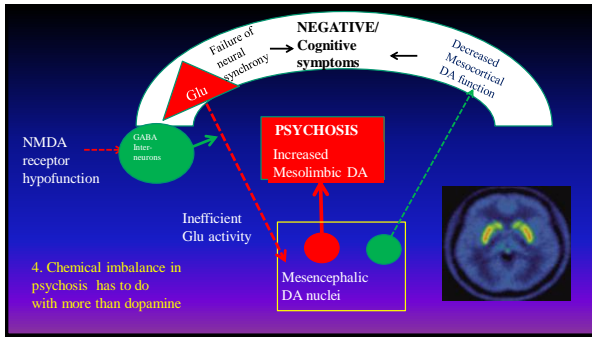 Failure of
neural
synchrony
NEGATIVE/
Cognitive
symptoms
Decreased
Mesocortical
DA function
Glu
GABA
Inter-
neurons
NMDA
receptor
hypofunction
PSYCHOSIS
Increased
Mesolimbic DA
Inefficient
Glu activity
Mesencephalic
DA nuclei
4. Chemical imbalance in
psychosis has to do
with more than dopamine